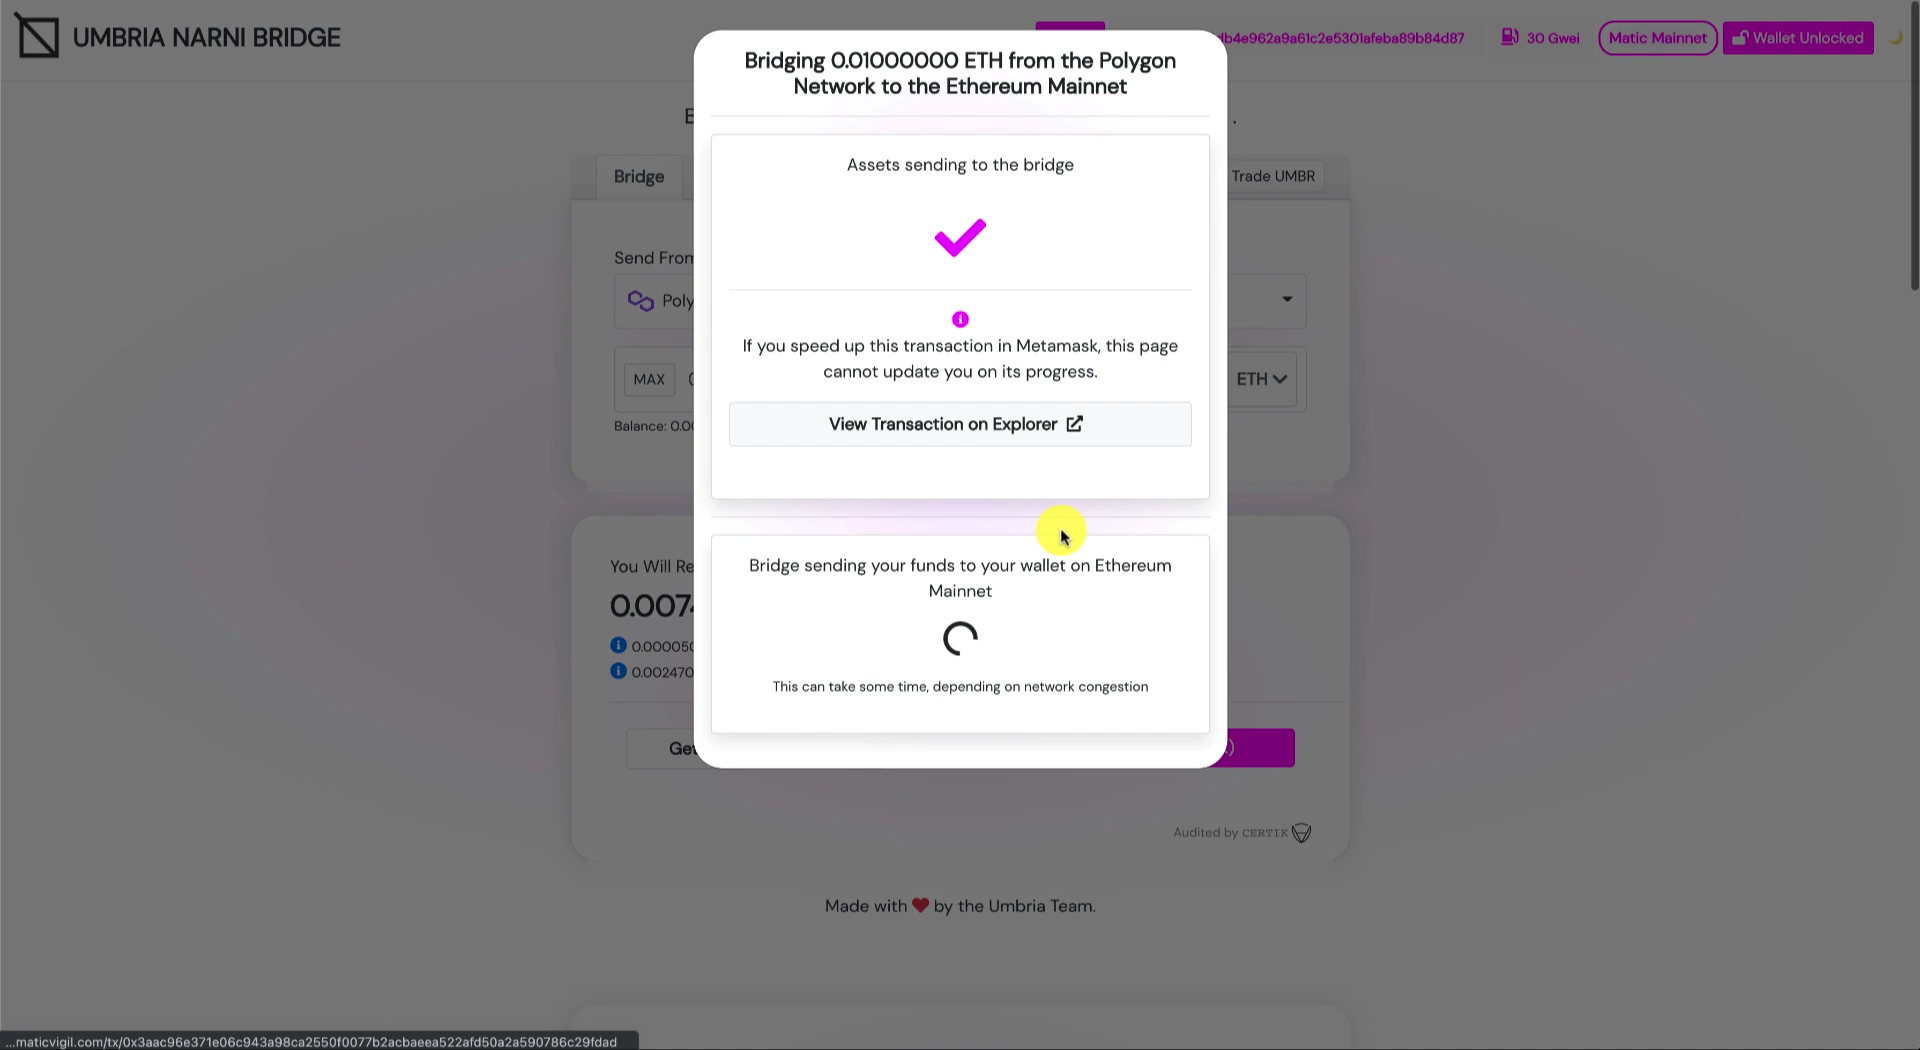 UMBRIA NARNI BRIDGE
db4e962a9a61c2e5301afeba89b84d87
30 Gwei
Matic Mainnet
Wallet Unlocked
Bridging 0.01000000 ETH from the Polygon
Network to the Ethereum Mainnet
Bridge
Trade UMBR
Assets sending to the bridge
Send From
Poly
If you speed up this transaction in Metamask, this page
cannot update you on its progress.
MAX
ETH
View Transaction on Explorer
Balance: 0.00
Bridge sending your funds to your wallet on Ethereum
Mainnet
You Will Re
0.007
0.000050
0.002470
This can take some time, depending on network congestion
Get
Audited by CERTIK
Made with ❤ by the Umbria Team.
...maticvigil.com/tx/0x3aac96e371e06c943a98ca2550f0077b2acbaeea522afd50a2a590786c29fdad